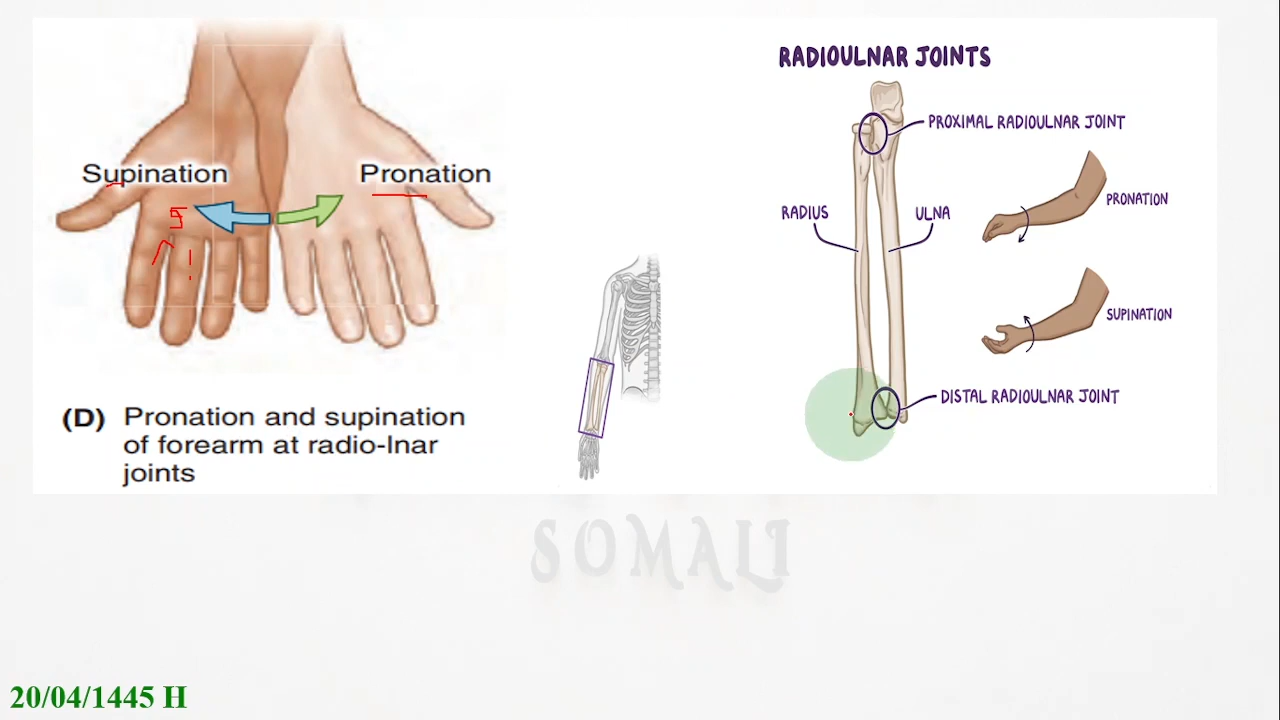 Supination
Pronation
(D) Pronation and supination
of forearm at radio-lnar
joints
RADIOULNAR JOINTS
PROXIMAL RADIOULNAR JOINT
PRONATION
RADIUS
ULNA
SUPINATION
DISTAL RADIOULNAR JOINT
SOMALI
20/04/1445 H